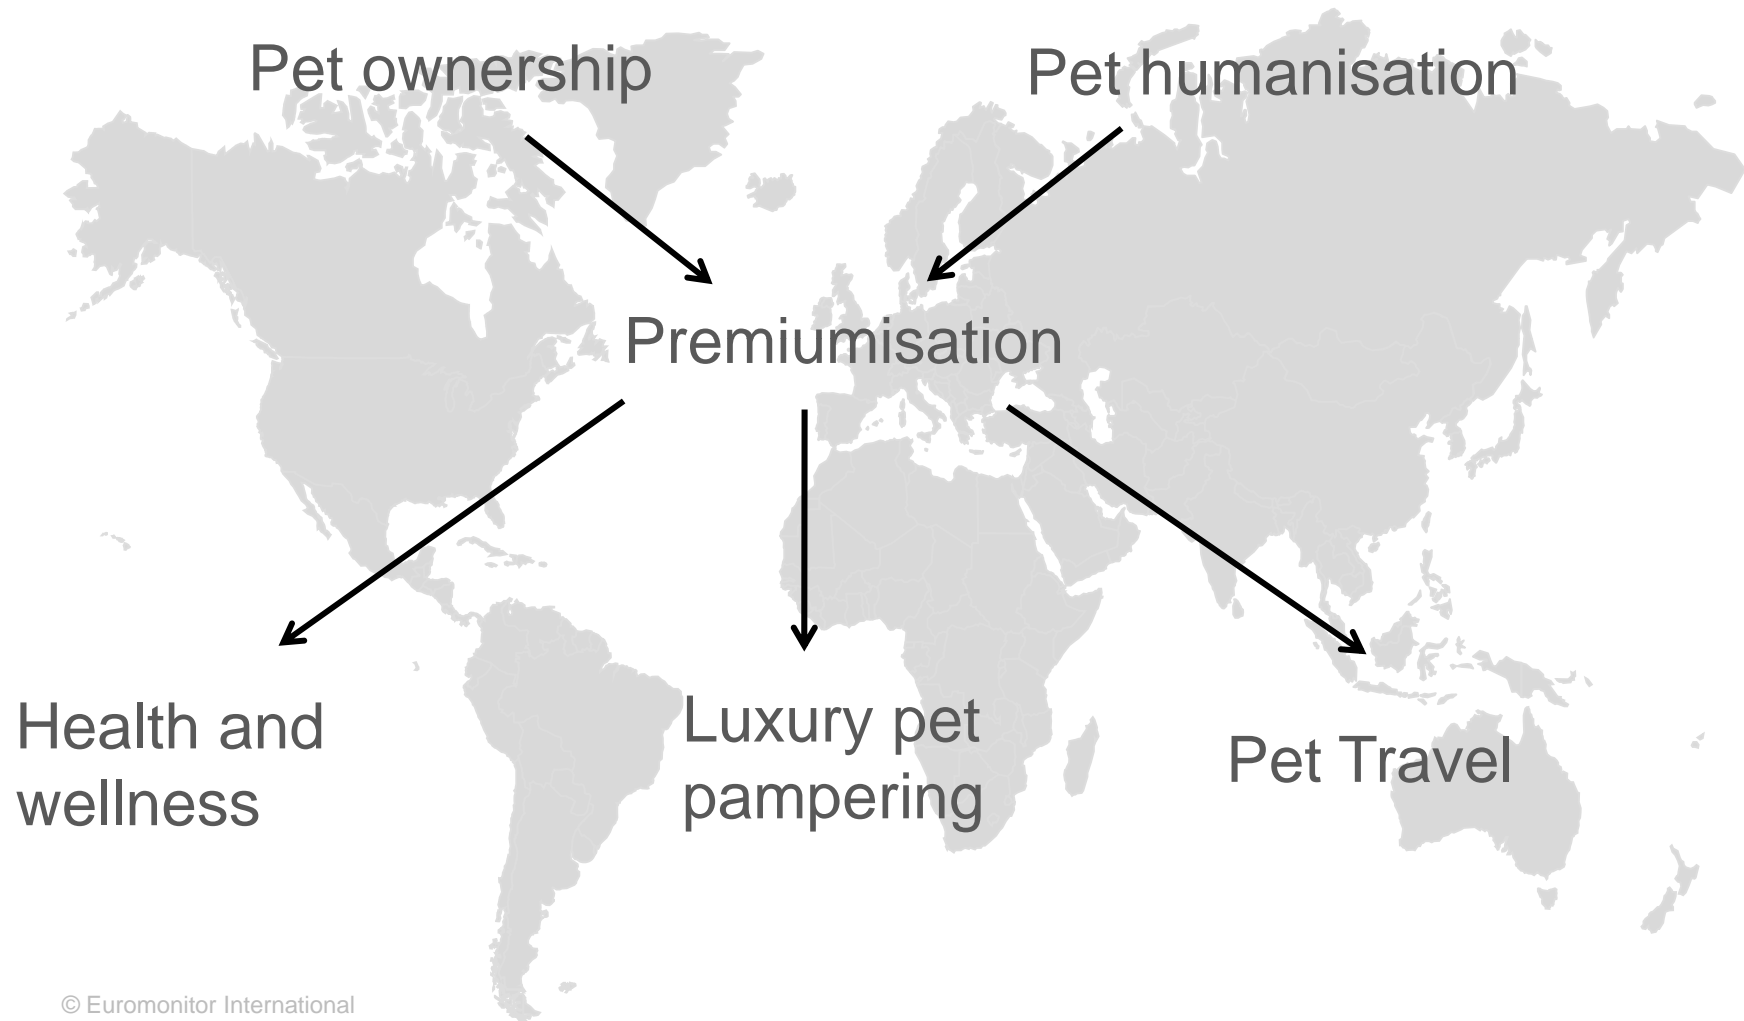 Pet ownership
Pet humanisation
Premiumisation
Health and
wellness
Luxury pet
pampering
Pet Travel
© Euromonitor International